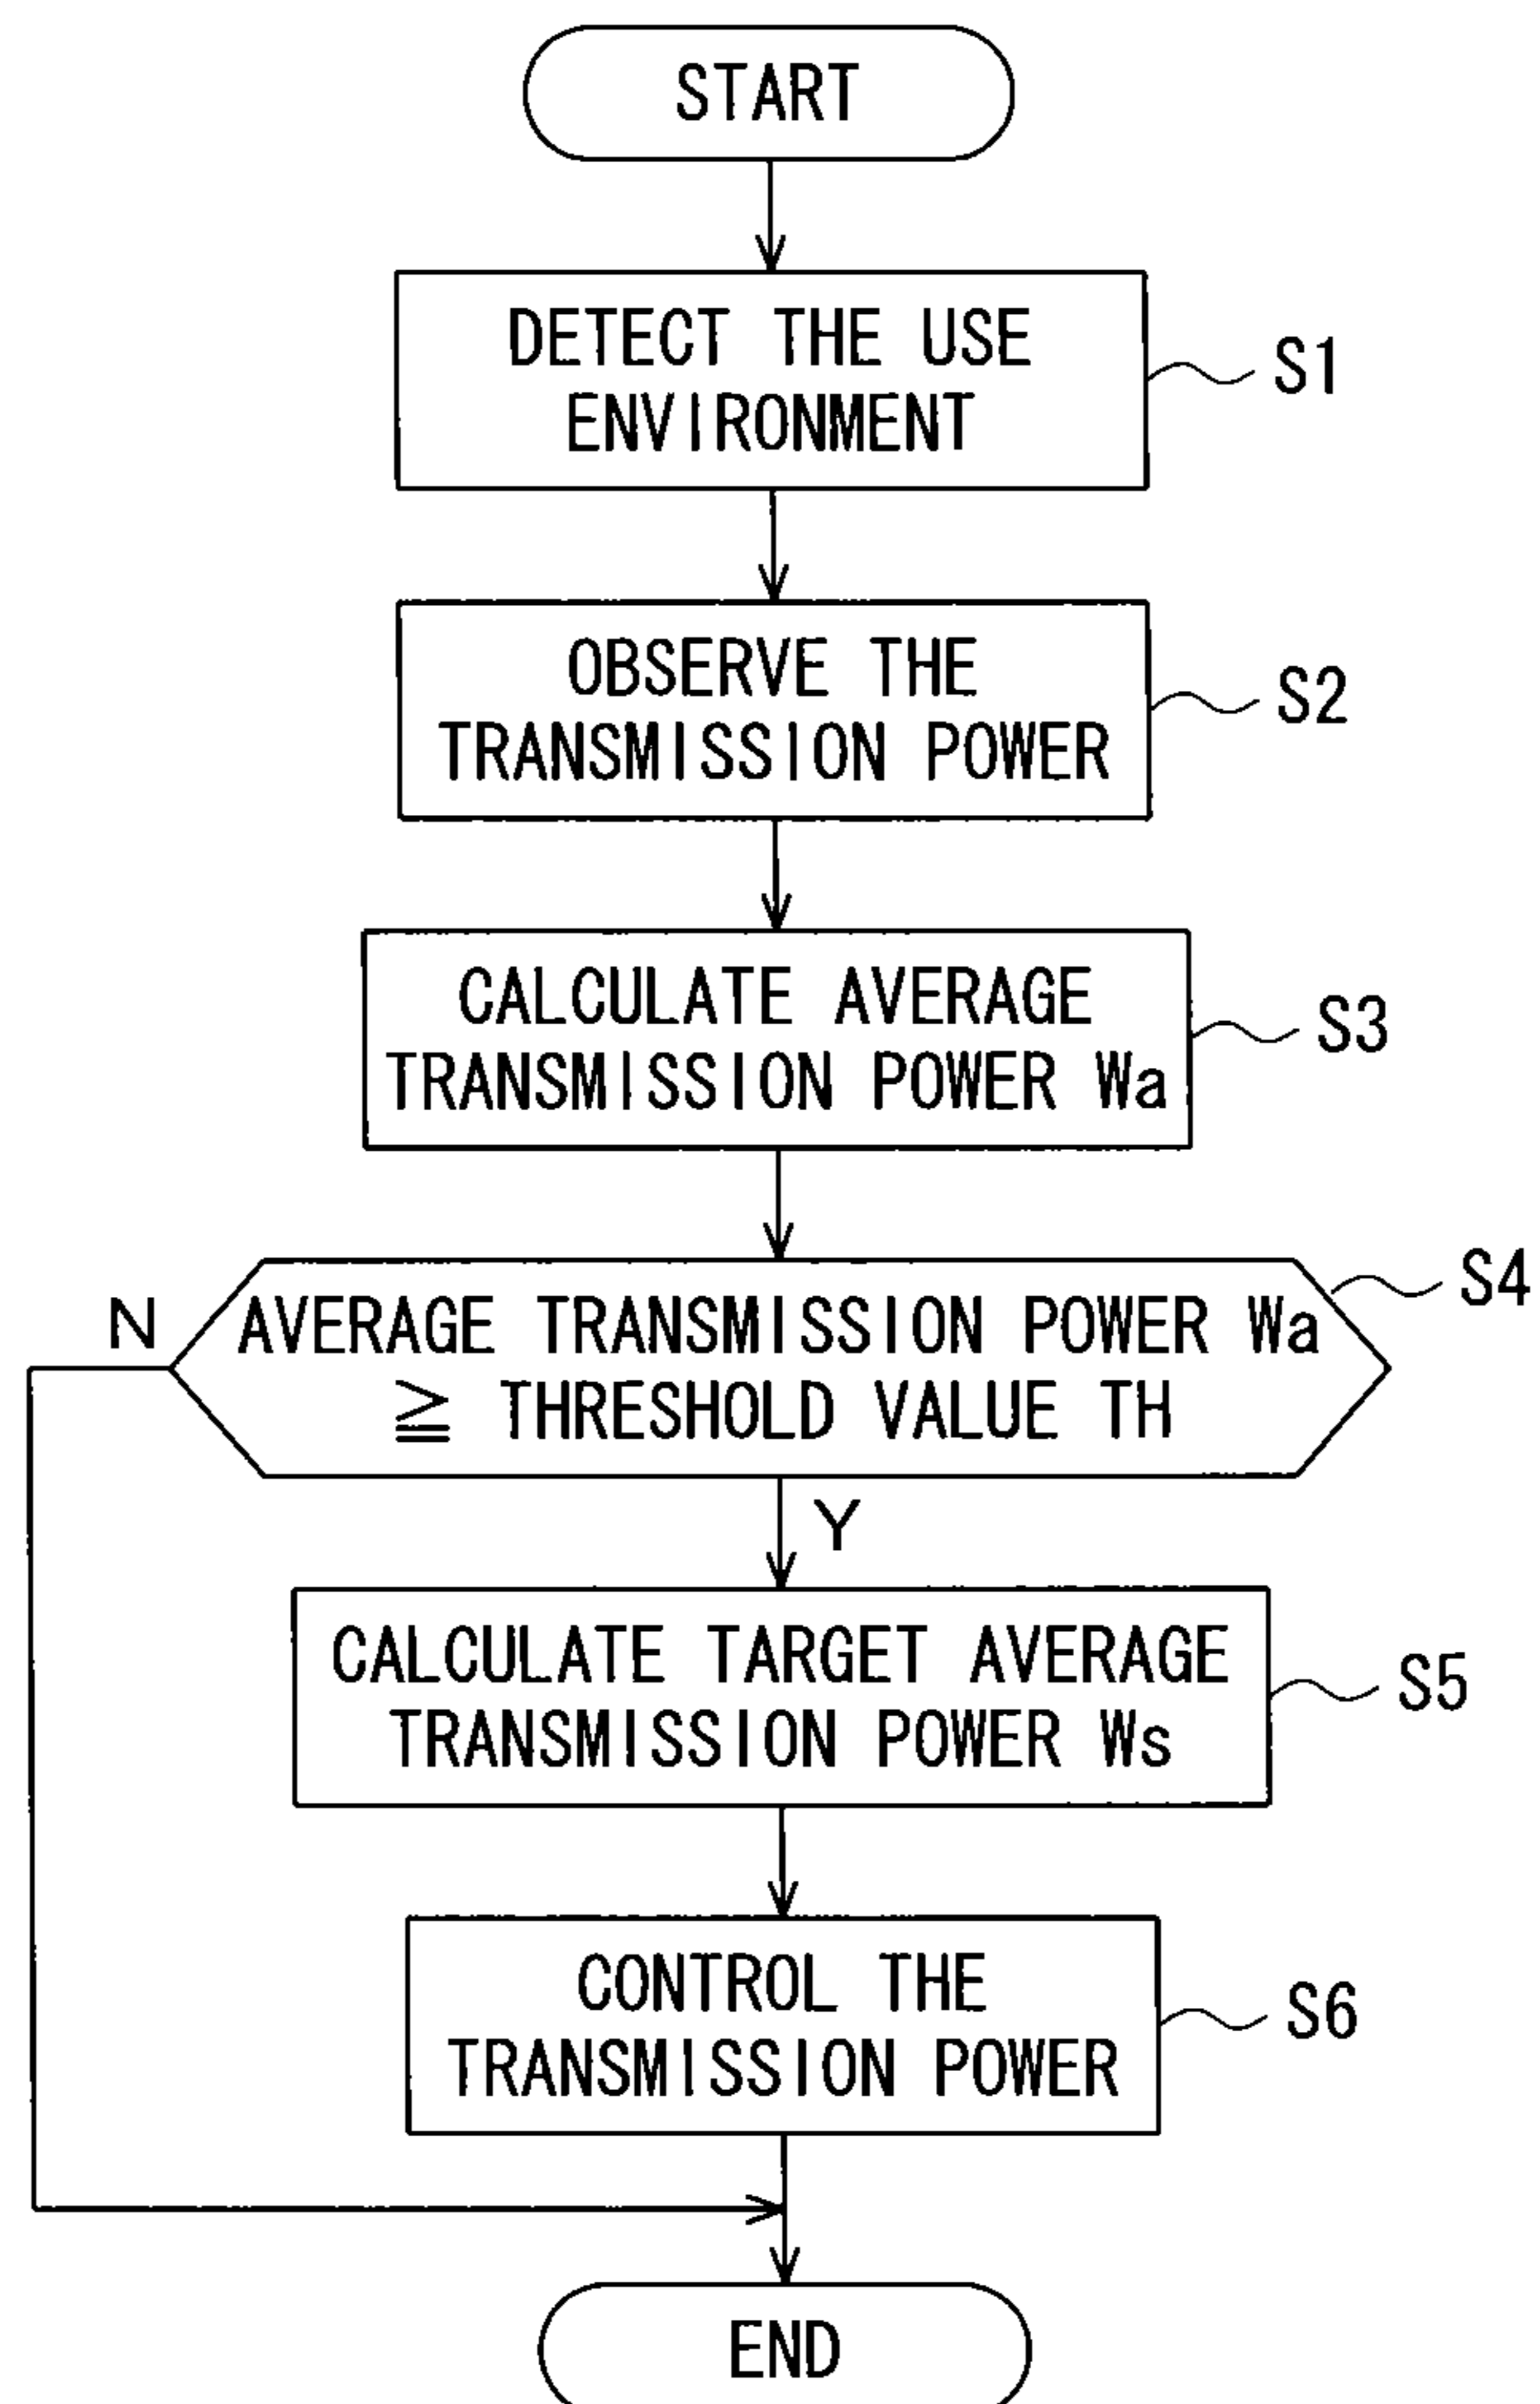 START
DETECT THE USE
ENVIRONMENT
S1
OBSERVE THE
TRANSMISSION POWER
S2
CALCULATE AVERAGE
TRANSMISSION POWER Wa
S3
N
AVERAGE TRANSMISSION POWER Wa
≧ THRESHOLD VALUE TH
S4
Y
CALCULATE TARGET AVERAGE
TRANSMISSION POWER Ws
S5
CONTROL THE
TRANSMISSION POWER
S6
END